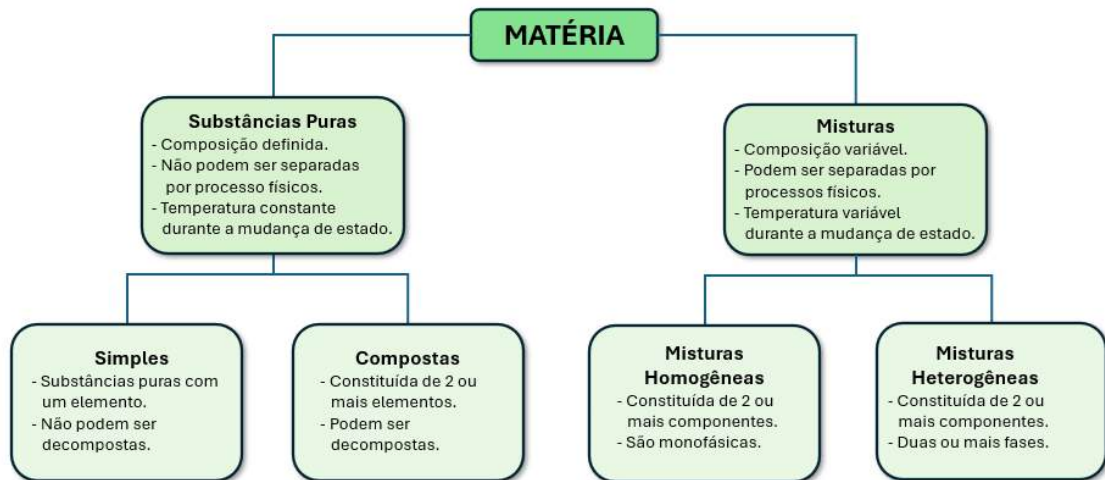 MATÉRIA
Substâncias Puras
- Composição definida.
- Não podem ser separadas
por processo físicos.
- Temperatura constante
durante a mudança de estado.
Misturas
- Composição variável.
- Podem ser separadas por
processos físicos.
- Temperatura variável
durante a mudança de estado.
Simples
- Substâncias puras com
um elemento.
- Não podem ser
decompostas.
Compostas
- Constituída de 2 ou
mais elementos.
- Podem ser
decompostas.
Misturas
Homogêneas
- Constituída de 2 ou
mais componentes.
- São monofásicas.
Misturas
Heterogêneas
- Constituída de 2 ou
mais componentes.
- Duas ou mais fases.